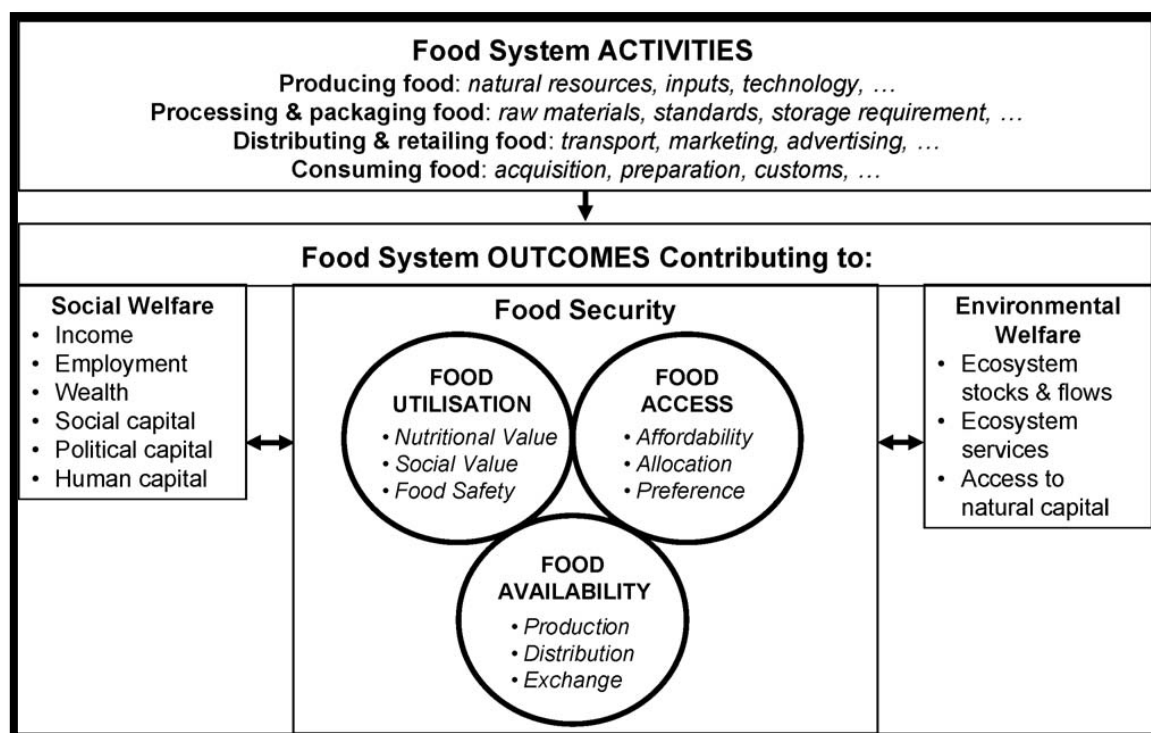 Food System ACTIVITIES
Producing food: natural resources, inputs, technology, …
Processing & packaging food: raw materials, standards, storage requirement, …
Distributing & retailing food: transport, marketing, advertising, …
Consuming food: acquisition, preparation, customs, …
Food System OUTCOMES Contributing to:
Social Welfare
• Income
• Employment
• Wealth
• Social capital
• Political capital
• Human capital
Food Security
FOOD
UTILISATION
• Nutritional Value
• Social Value
• Food Safety
FOOD
ACCESS
• Affordability
• Allocation
• Preference
FOOD
AVAILABILITY
• Production
• Distribution
• Exchange
Environmental
Welfare
• Ecosystem
stocks & flows
• Ecosystem
services
• Access to
natural capital